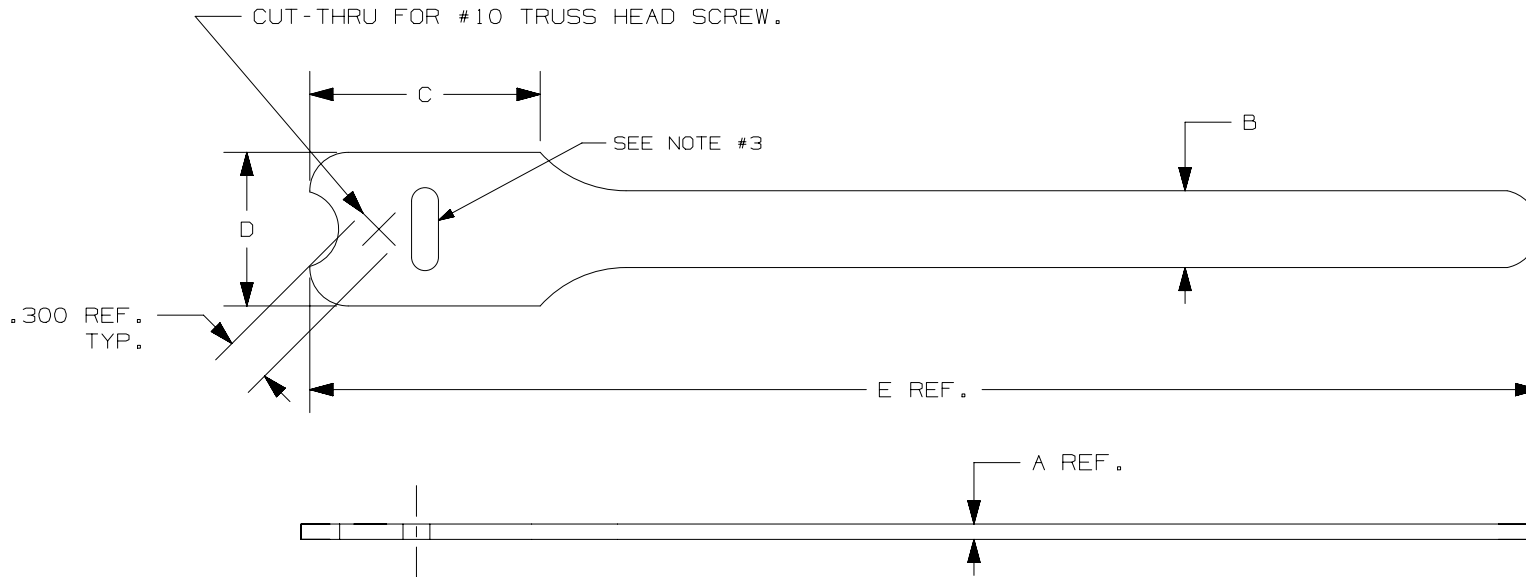 CUT-THRU FOR #10 TRUSS HEAD SCREW.
C
B
SEE NOTE #3
D
.300 REF.
TYP.
E REF.
A REF.